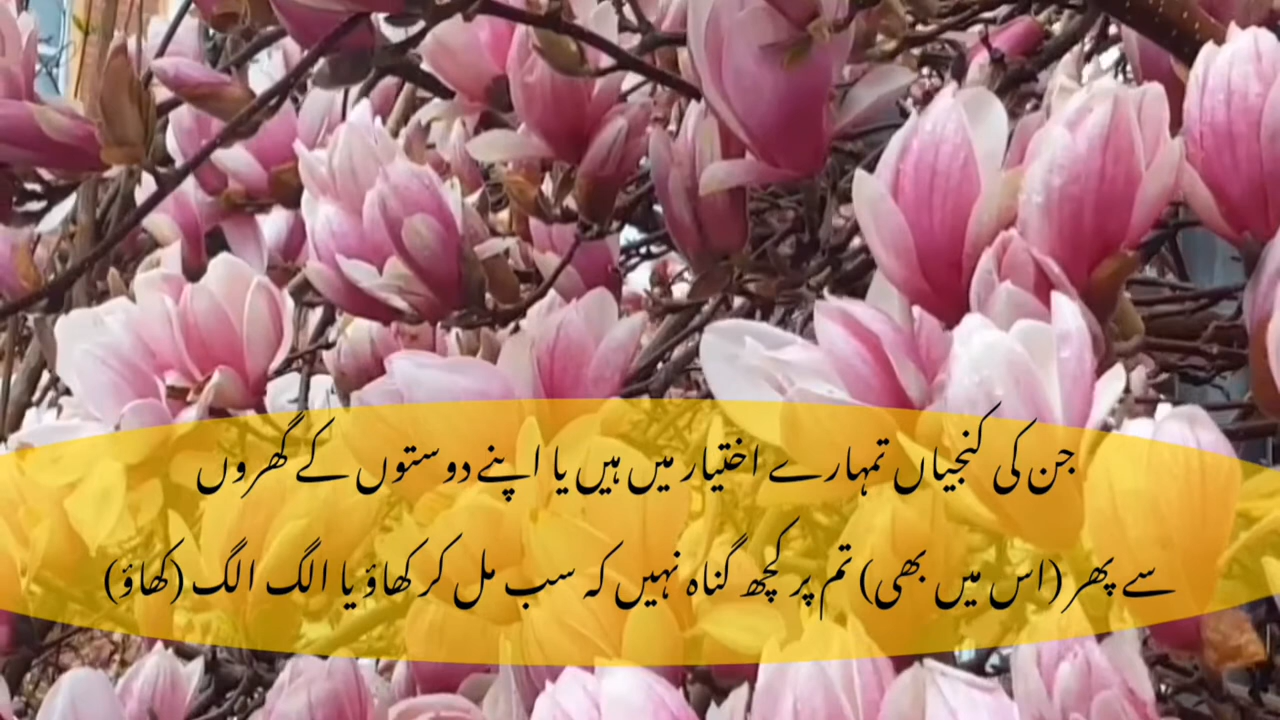 جن کی کنجیاں تمہارے اختیار میں ہیں یا اپنے دوستوں کے گھروں
سے پھر (اس میں بھی) تم پر کچھ گناہ نہیں کہ سب مل کر کھاؤ یا الگ الگ (کھاؤ)